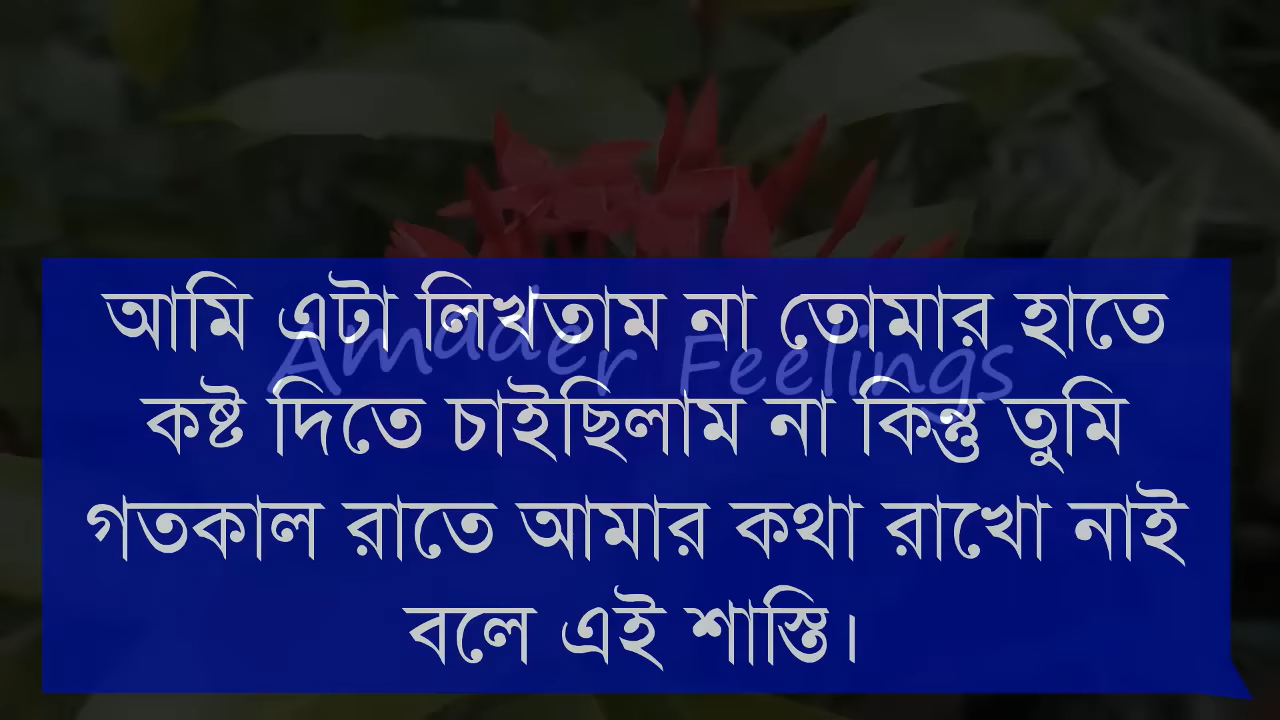 আমি এটা লিখতাম না তোমার হাতে
কষ্ট দিতে চাইছিলাম না কিন্তু তুমি
গতকাল রাতে আমার কথা রাখো নাই
বলে এই শাস্তি।
Amader Feelings